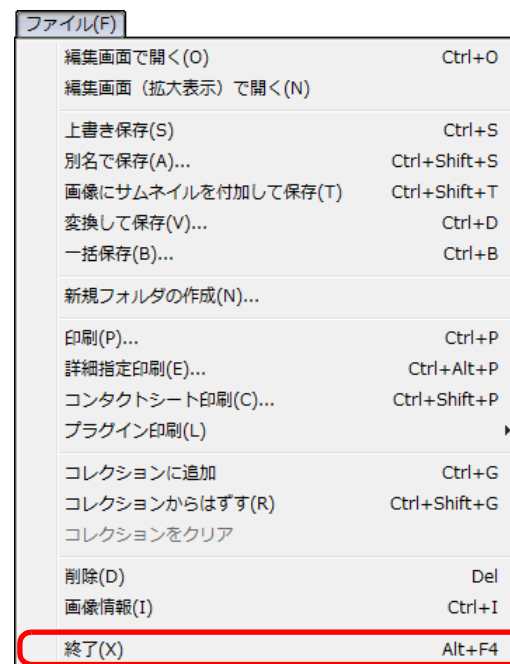 ファイル(F)
編集画面で開く(O) Ctrl+O
編集画面（拡大表示）で開く(N)
上書き保存(S) Ctrl+S
別名で保存(A)... Ctrl+Shift+S
画像にサムネイルを付加して保存(T) Ctrl+Shift+T
変換して保存(V)... Ctrl+D
一括保存(B)... Ctrl+B
新規フォルダの作成(N)...
印刷(P)... Ctrl+P
詳細指定印刷(E)... Ctrl+Alt+P
コンタクトシート印刷(C)... Ctrl+Shift+P
プラグイン印刷(L)
コレクションに追加 Ctrl+G
コレクションからはずす(R) Ctrl+Shift+G
コレクションをクリア
削除(D) Del
画像情報(I) Ctrl+I
終了(X) Alt+F4